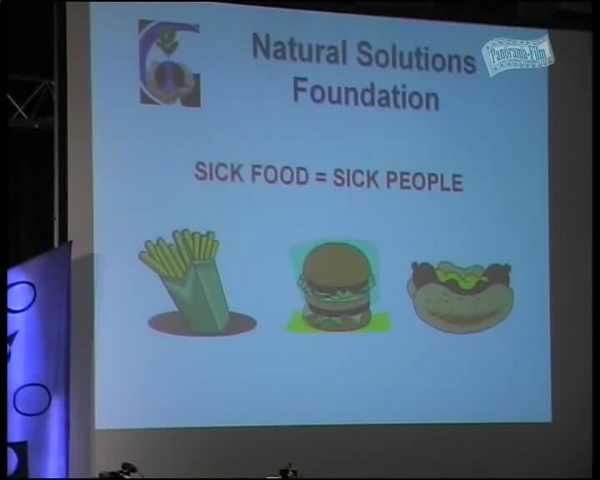 Natural Solutions
Foundation
Panorama-Film
SICK FOOD = SICK PEOPLE